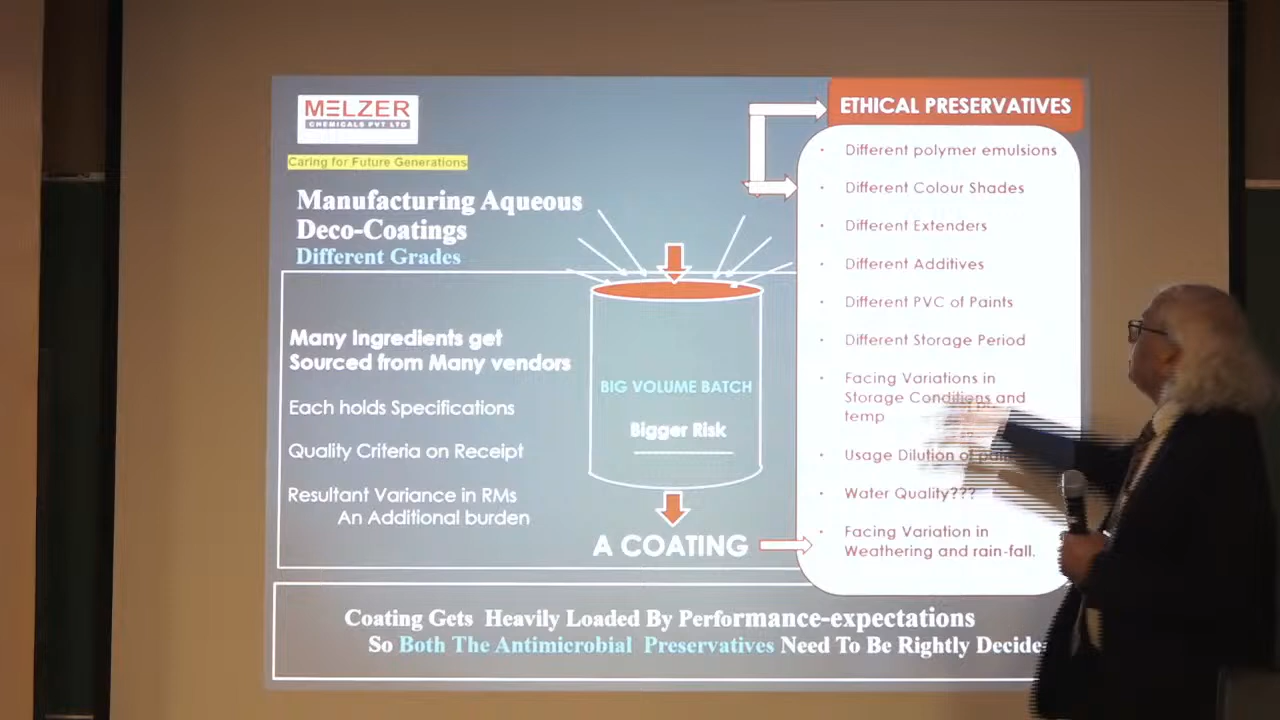 MELZER
CHEMICALS PVT LTD
Caring for Future Generations
Manufacturing Aqueous
Deco-Coatings
Different Grades
Many Ingredients get
Sourced from Many vendors
Each holds Specifications
Quality Criteria on Receipt
Resultant Variance in RMs
An Additional burden
BIG VOLUME BATCH
Bigger Risk
A COATING
ETHICAL PRESERVATIVES
· Different polymer emulsions
· Different Colour Shades
· Different Extenders
· Different Additives
· Different PVC of Paints
· Different Storage Period
· Facing Variations in
Storage Conditions and
temp
· Usage Dilution of
· Water Quality???
· Facing Variation in
Weathering and rain-fall.
Coating Gets Heavily Loaded By Performance-expectations
So Both The Antimicrobial Preservatives Need To Be Rightly